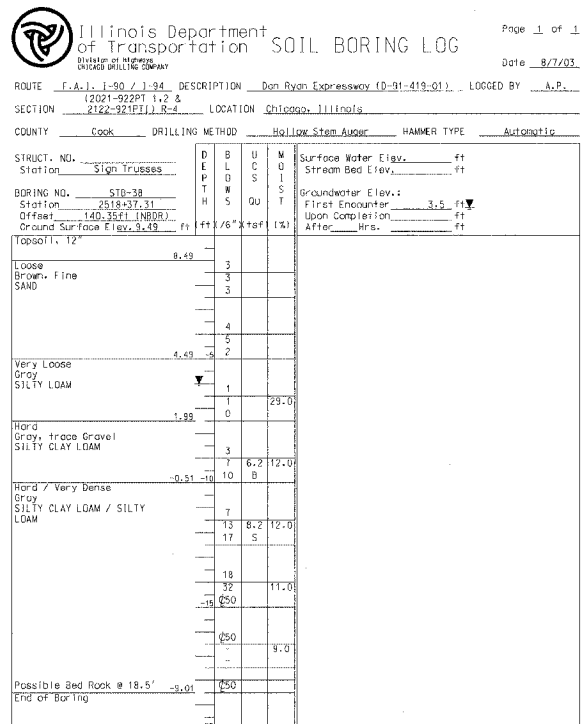 Illinois Department
of Transportation
SOIL BORING LOG
Page 1 of 1
Division of Highways
CHICAGO DRILLING COMPANY
Date 8/7/03
ROUTE F.A.I. I-90 / I-94 DESCRIPTION Dan Ryan Expressway (D-91-419-01) LOGGED BY A.P.
(2021-922PT 1,2 &
SECTION 2122-921PT1) R-4 LOCATION Chicago, Illinois
COUNTY Cook DRILLING METHOD Hollow Stem Auger HAMMER TYPE Automatic
STRUCT. NO.
Station Sign Trusses
BORING NO. STB-38
Station 2518+37.31
Offset 140.35ft (NBDR)
Ground Surface Elev. 9.49 ft
DEPTH (ft)
BLOWS (/6")
UCS Qu (tsf)
MOIST (%)
Surface Water Elev. ft
Stream Bed Elev. ft
Groundwater Elev.:
First Encounter 3.5 ft
Upon Completion ft
After Hrs. ft
Topsoil, 12"
8.49
Loose 3
Brown, Fine 3
SAND 3
4
5
4.49 -5 2
Very Loose
Gray
SILTY LOAM 1
1 29.0
1.99 0
Hard
Gray, trace Gravel
SILTY CLAY LOAM 3
7 6.2 12.0
-0.51 -10 10 B
Hard / Very Dense
Gray
SILTY CLAY LOAM / SILTY 7
LOAM 13 8.2 12.0
17 S
18
32 11.0
-15 ₵50
₵50
- 9.0
-
Possible Bed Rock @ 18.5' -9.01 ₵50
End of Boring